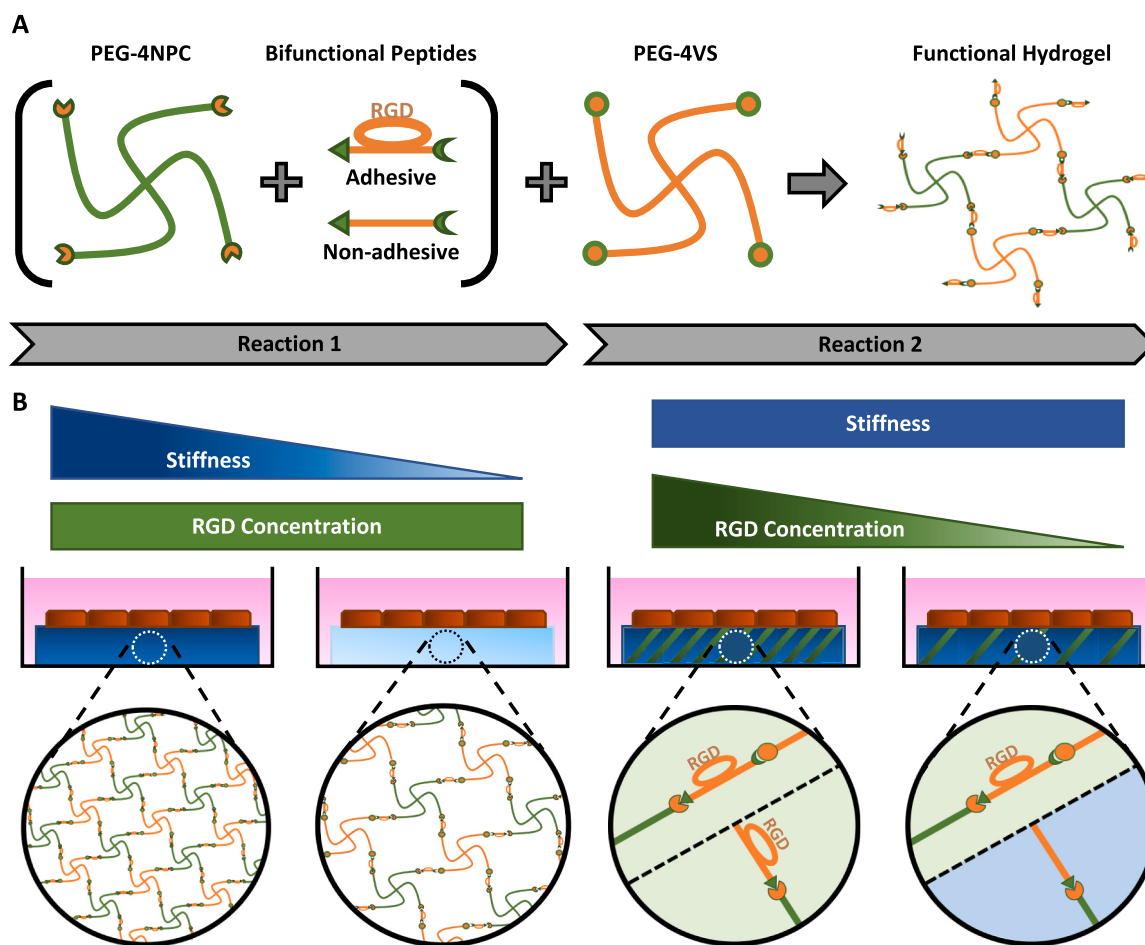 A
PEG-4NPC
Bifunctional Peptides
PEG-4VS
Functional Hydrogel
RGD
Adhesive
Non-adhesive
Reaction 1
Reaction 2
B
Stiffness
Stiffness
RGD Concentration
RGD Concentration
RGD
RGD
RGD